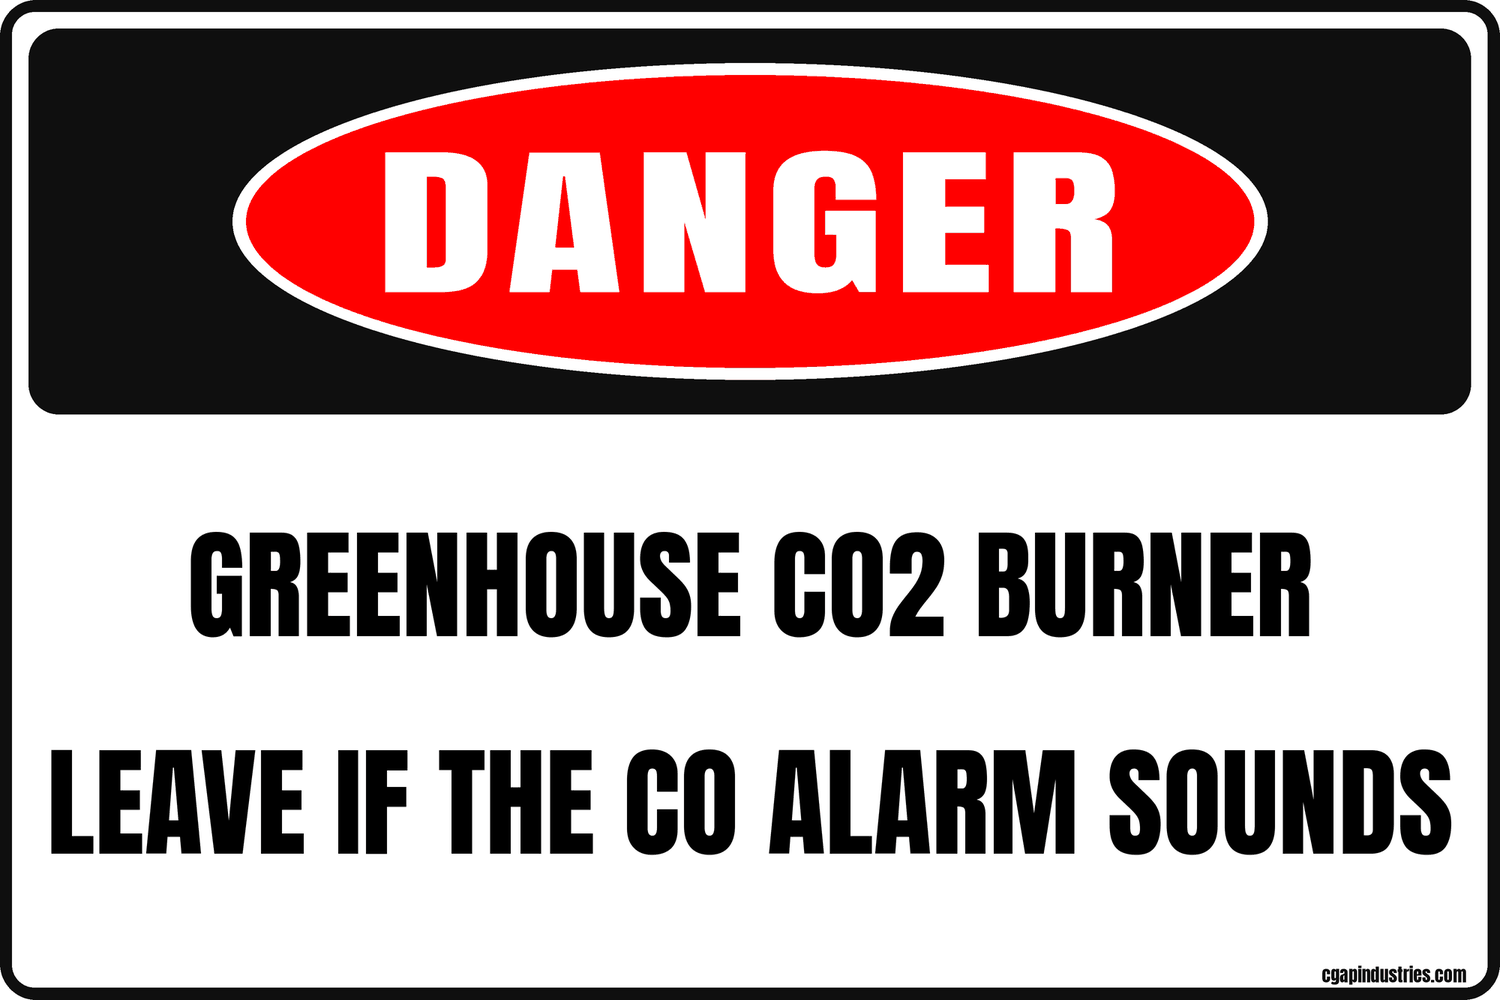 DANGER
GREENHOUSE CO2 BURNER
LEAVE IF THE CO ALARM SOUNDS
cgapindustries.com